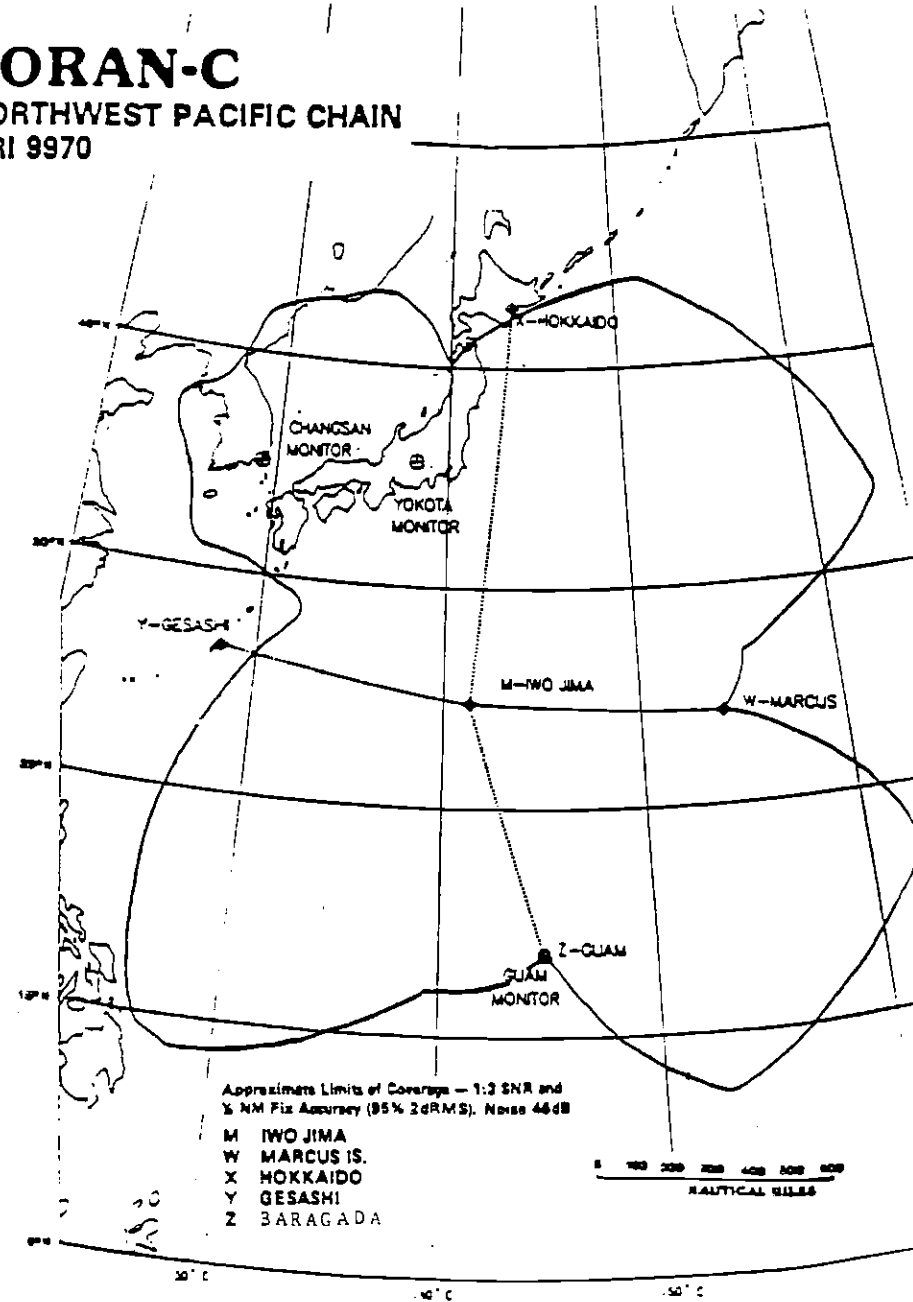 ORAN-C
ORTHWEST PACIFIC CHAIN
RI 9970
X-HOKKAIDO
CHANGSAN
MONITOR
YOKOTA
MONITOR
Y-GESASHI
M-IWO JIMA
W-MARCUS
Z-GUAM
GUAM
MONITOR
Approximate Limits of Coverage — 1:3 SNR and
NM Fix Accuracy (95% 2dRMS). Noise
M IWO JIMA
W MARCUS IS.
X HOKKAIDO
Y GESASHI
Z BARAGADA
NAUTICAL MILES